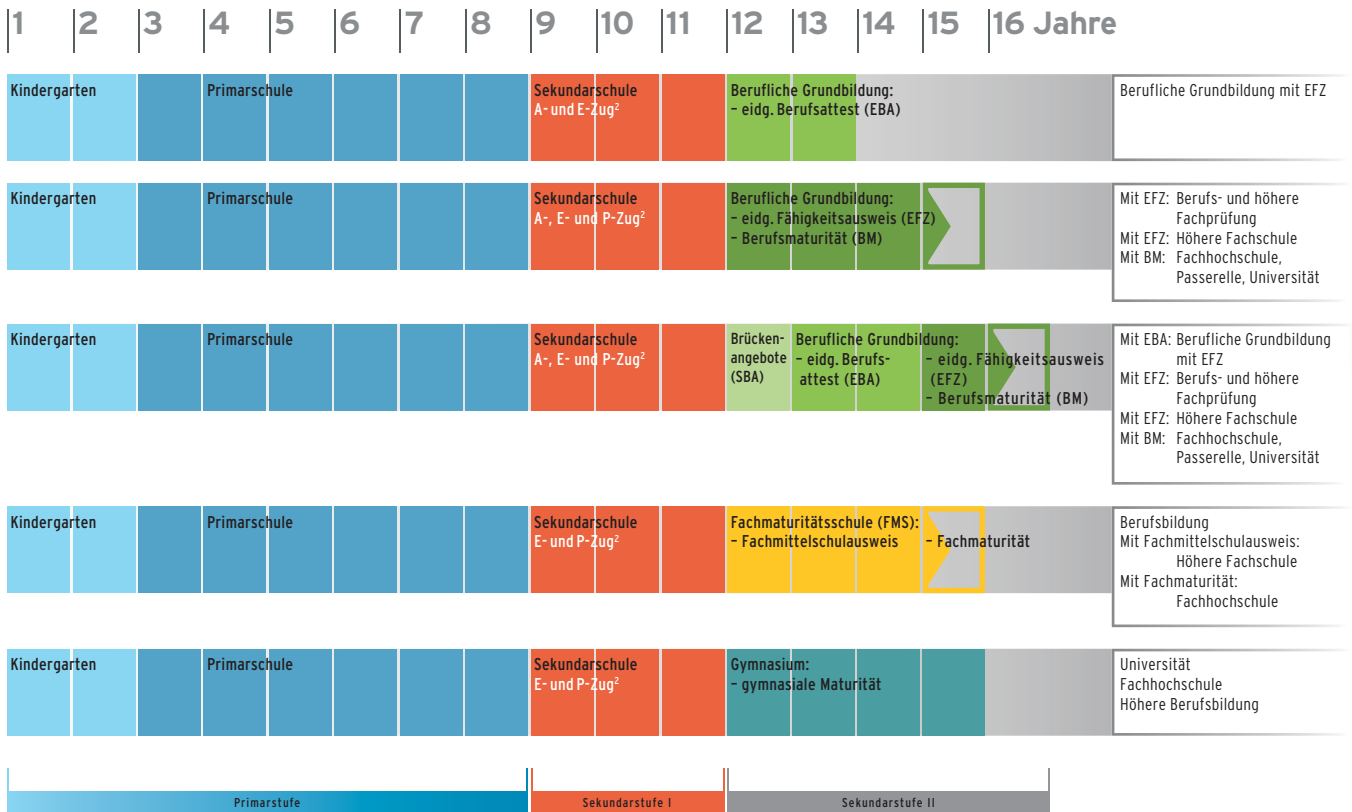 1 2 3 4 5 6 7 8 9 10 11 12 13 14 15 16 Jahre
Kindergarten
Primarschule
Sekundarschule
A- und E-Zug²
Berufliche Grundbildung:
– eidg. Berufsattest (EBA)
Berufliche Grundbildung mit EFZ
Kindergarten
Primarschule
Sekundarschule
A-, E- und P-Zug²
Berufliche Grundbildung:
– eidg. Fähigkeitsausweis (EFZ)
– Berufsmaturität (BM)
Mit EFZ: Berufs- und höhere
Fachprüfung
Mit EFZ: Höhere Fachschule
Mit BM: Fachhochschule,
Passerelle, Universität
Kindergarten
Primarschule
Sekundarschule
A-, E- und P-Zug²
Brücken-
angebote
(SBA)
Berufliche Grundbildung:
– eidg. Berufs-
attest (EBA)
– eidg. Fähigkeitsausweis
(EFZ)
– Berufsmaturität (BM)
Mit EBA: Berufliche Grundbildung
mit EFZ
Mit EFZ: Berufs- und höhere
Fachprüfung
Mit EFZ: Höhere Fachschule
Mit BM: Fachhochschule,
Passerelle, Universität
Kindergarten
Primarschule
Sekundarschule
E- und P-Zug²
Fachmaturitätsschule (FMS):
– Fachmittelschulausweis
– Fachmaturität
Berufsbildung
Mit Fachmittelschulausweis:
Höhere Fachschule
Mit Fachmaturität:
Fachhochschule
Kindergarten
Primarschule
Sekundarschule
E- und P-Zug²
Gymnasium:
– gymnasiale Maturität
Universität
Fachhochschule
Höhere Berufsbildung
Primarstufe
Sekundarstufe I
Sekundarstufe II